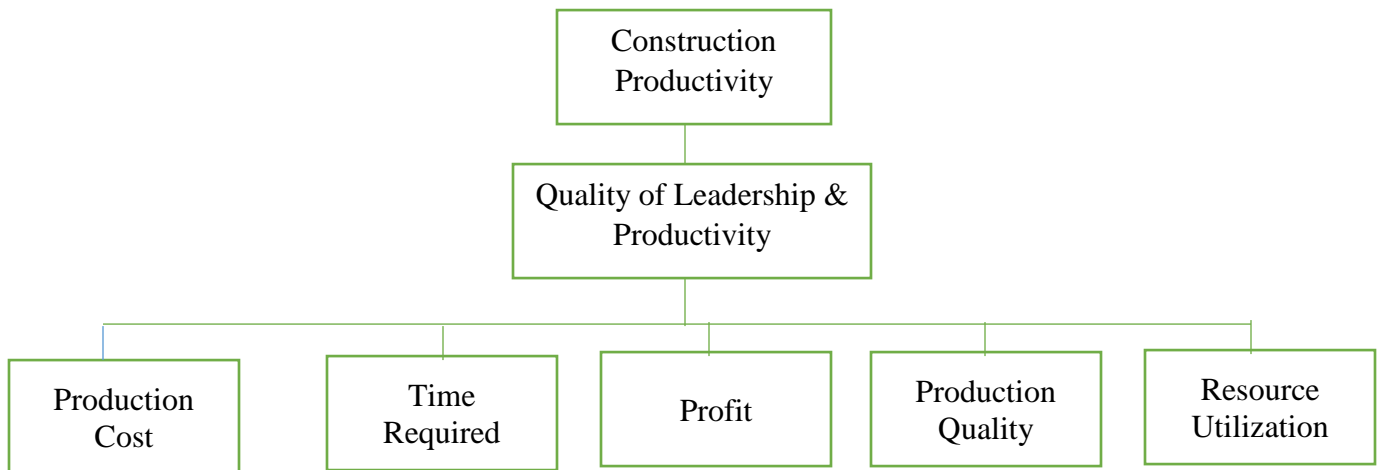 Construction
Productivity
Quality of Leadership &
Productivity
Production
Cost
Time
Required
Profit
Production
Quality
Resource
Utilization